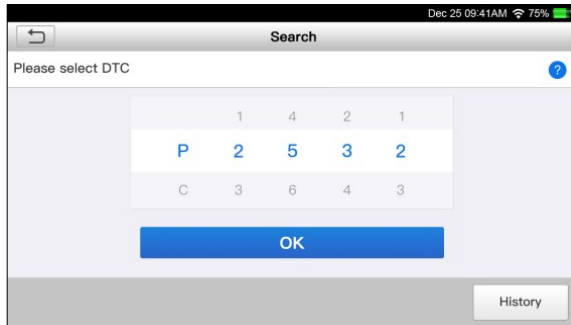 Dec 25 09:41AM 75%
Search
Please select DTC ?
1 4 2 1
P 2 5 3 2
C 3 6 4 3
OK
History